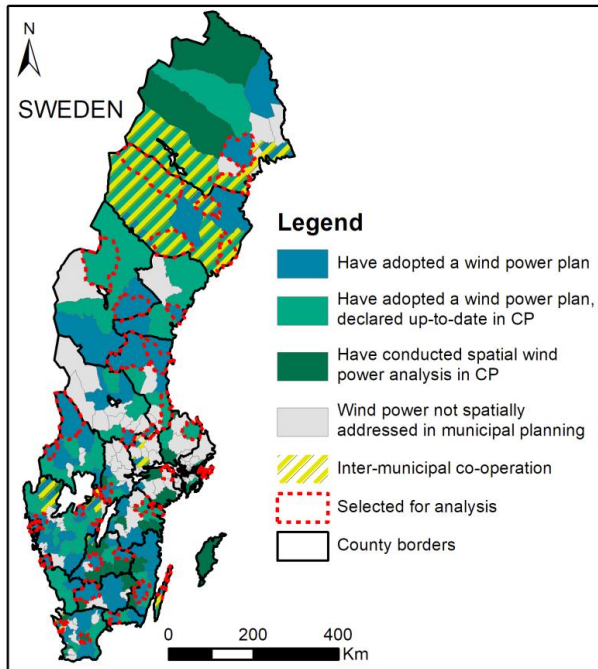 N
SWEDEN
Legend
Have adopted a wind power plan
Have adopted a wind power plan,
declared up-to-date in CP
Have conducted spatial wind
power analysis in CP
Wind power not spatially
addressed in municipal planning
Inter-municipal co-operation
Selected for analysis
County borders
0 100 200 400
Km